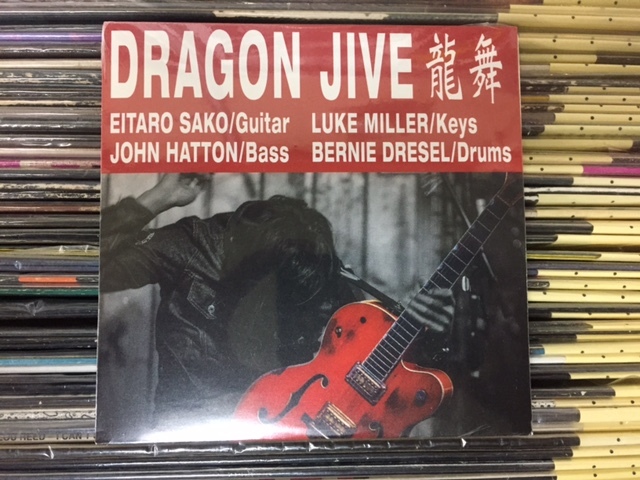 DRAGON JIVE 龍舞
EITARO SAKO/Guitar LUKE MILLER/Keys
JOHN HATTON/Bass BERNIE DRESEL/Drums